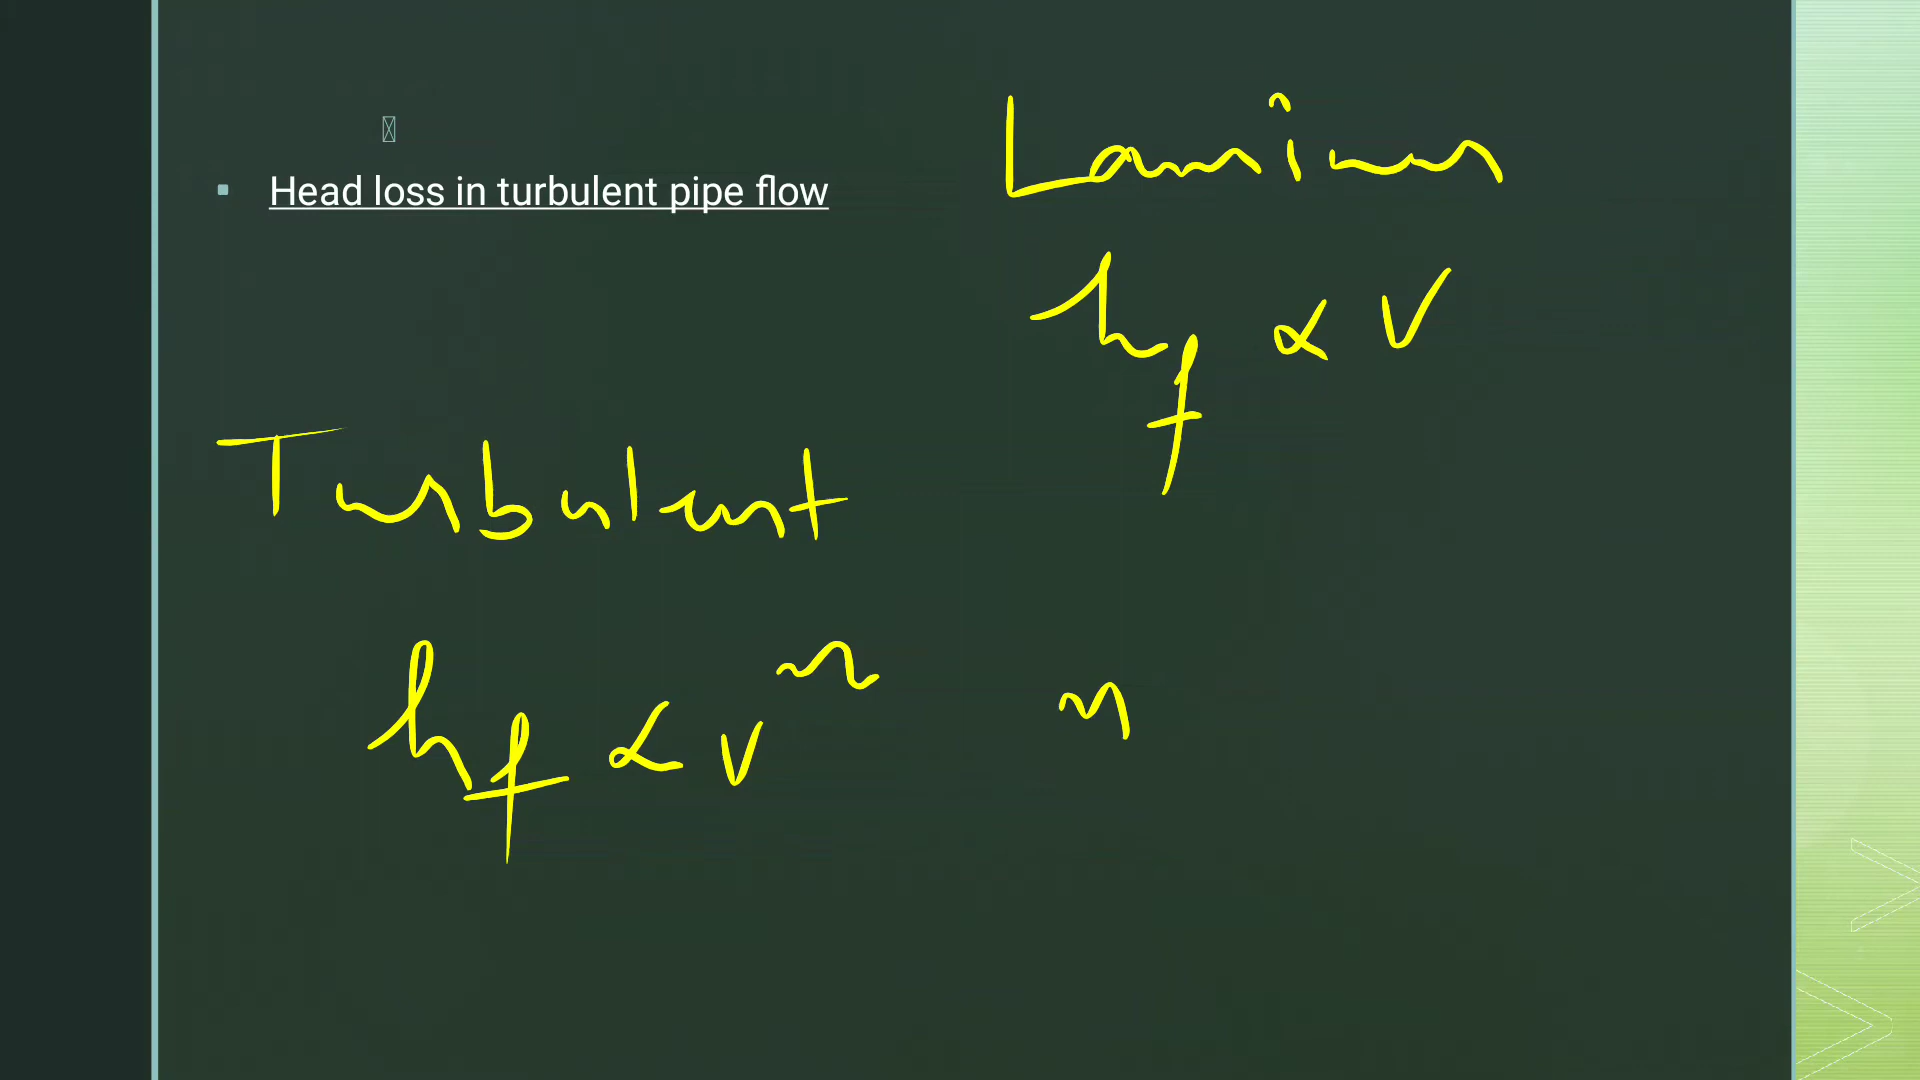 Head loss in turbulent pipe flow
Laminar
hf ∝ V
Turbulent
hf ∝ V^n n